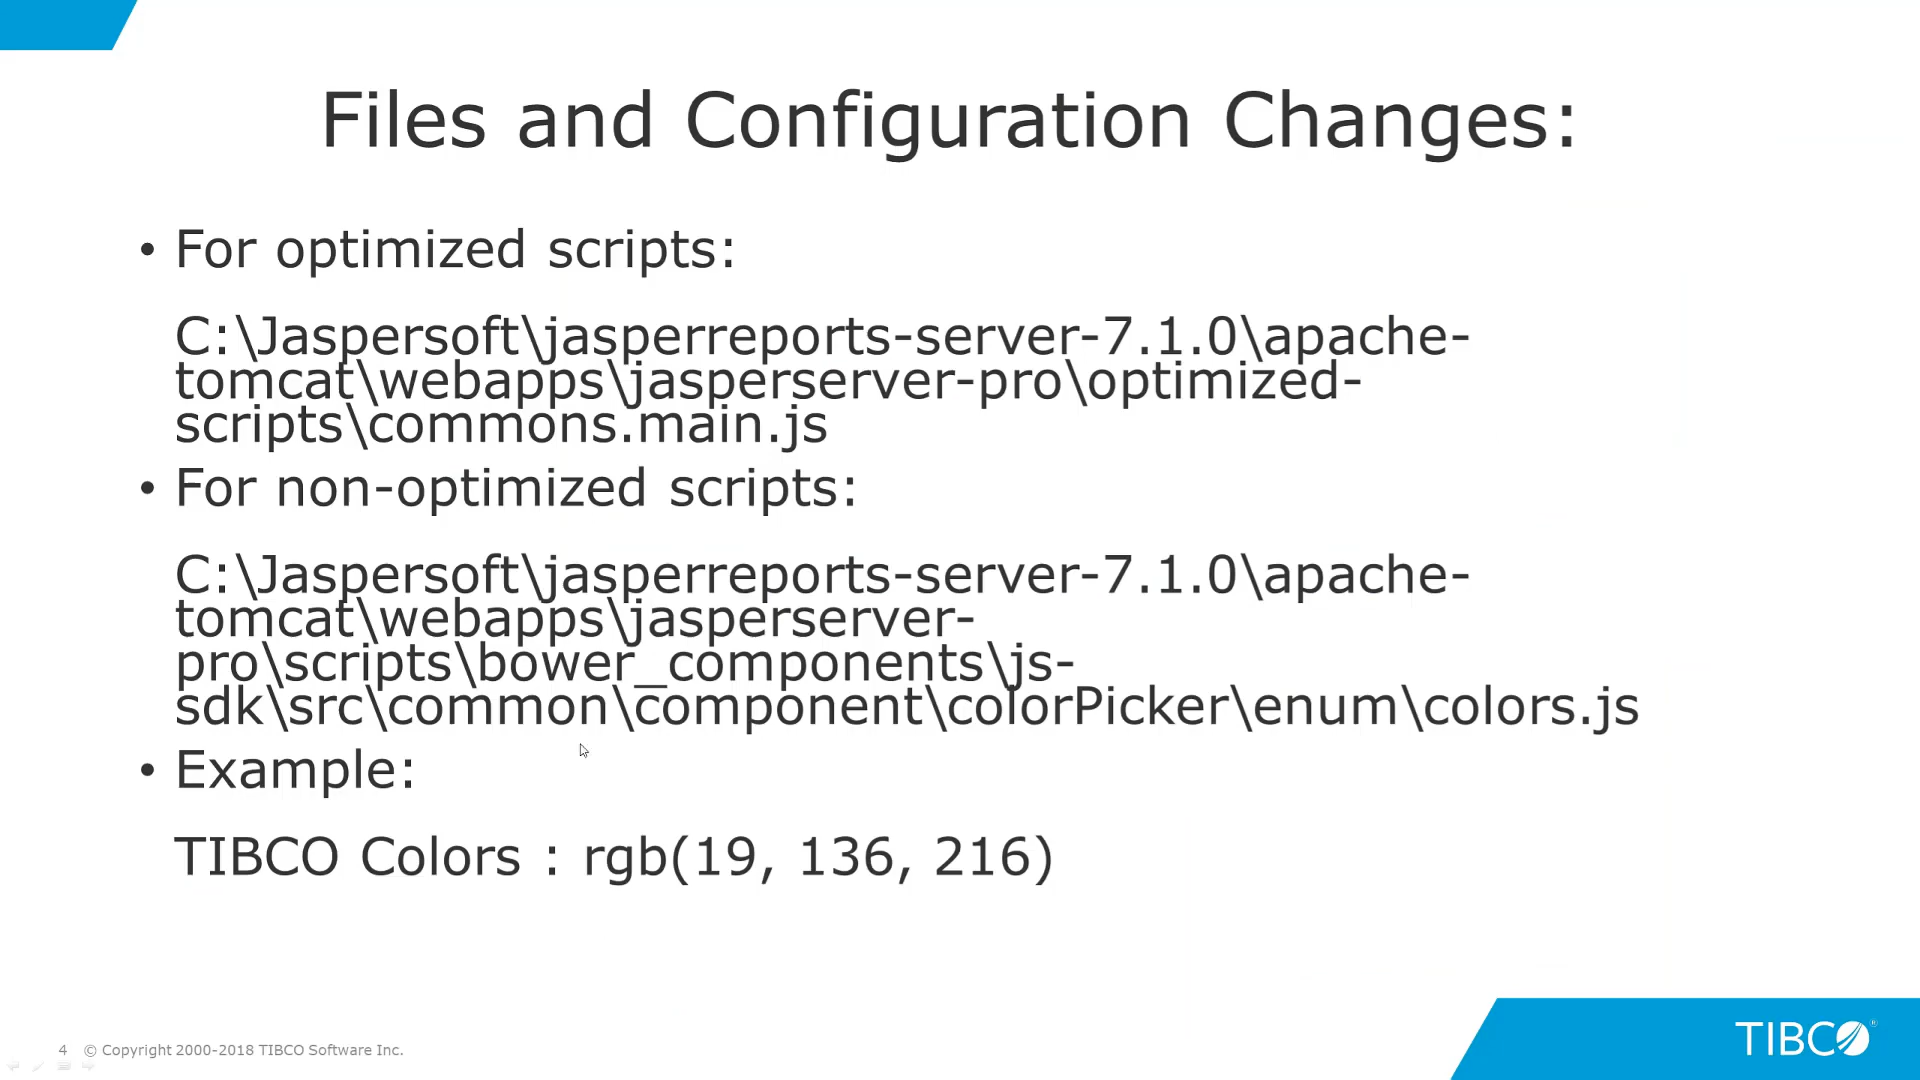 Files and Configuration Changes:
• For optimized scripts:
C:\Jaspersoft\jasperreports-server-7.1.0\apache-
tomcat\webapps\jasperserver-pro\optimized-
scripts\commons.main.js
• For non-optimized scripts:
C:\Jaspersoft\jasperreports-server-7.1.0\apache-
tomcat\webapps\jasperserver-
pro\scripts\bower_components\js-
sdk\src\common\component\colorPicker\enum\colors.js
• Example:
TIBCO Colors : rgb(19, 136, 216)
4 © Copyright 2000-2018 TIBCO Software Inc.
TIBCO®